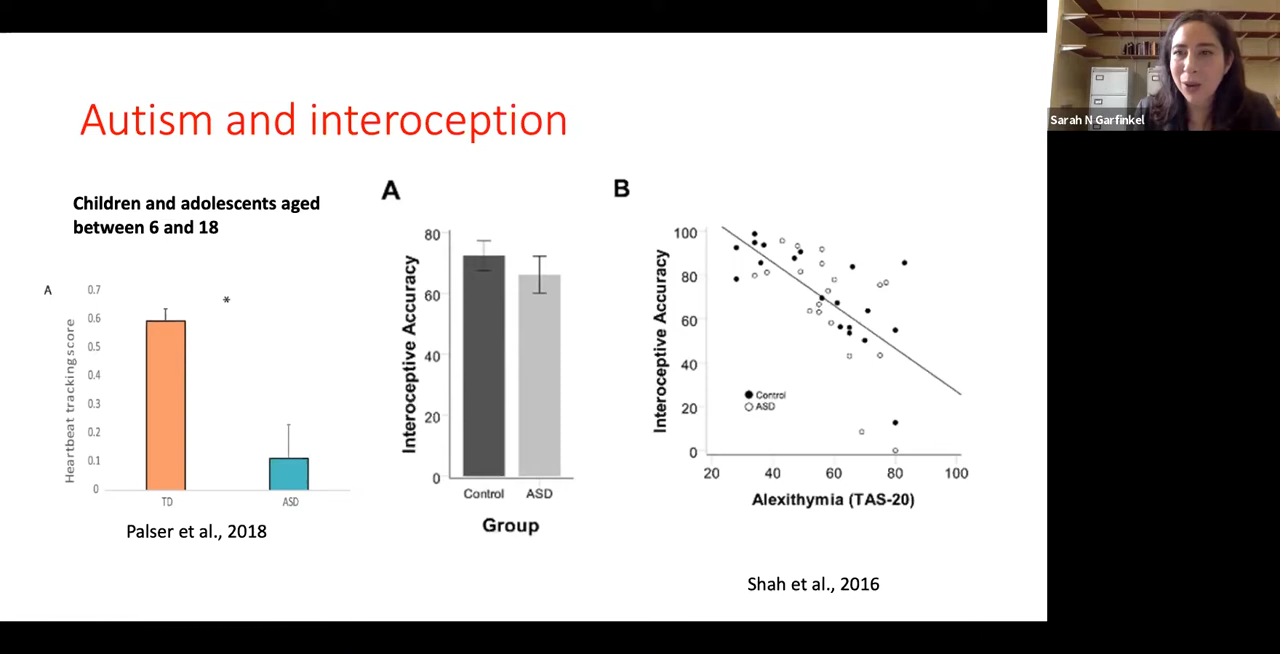 Autism and interoception
Sarah N Garfinkel
Children and adolescents aged
between 6 and 18
A
Heartbeat tracking score
0.7
0.6
0.5
0.4
0.3
0.2
0.1
0
*
TD
ASD
Palser et al., 2018
A
Interoceptive Accuracy
80
60
40
20
0
Control
ASD
Group
B
Interoceptive Accuracy
100
80
60
40
20
0
Control
ASD
20
40
60
80
100
Alexithymia (TAS-20)
Shah et al., 2016